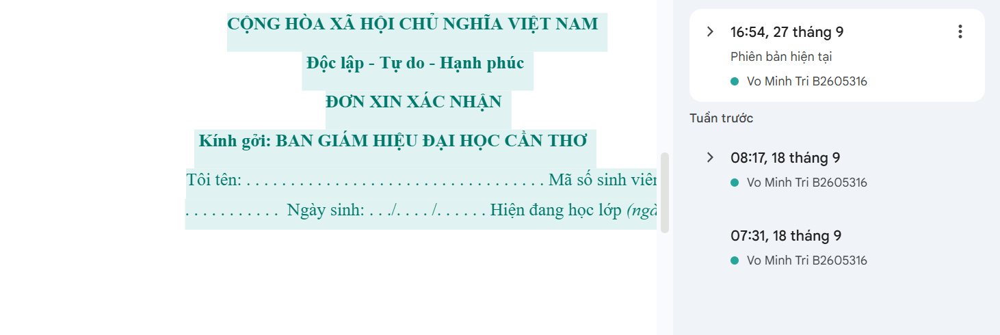 CỘNG HÒA XÃ HỘI CHỦ NGHĨA VIỆT NAM
Độc lập - Tự do - Hạnh phúc
ĐƠN XIN XÁC NHẬN
Kính gởi: BAN GIÁM HIỆU ĐẠI HỌC CẦN THƠ
Tôi tên: . . . . . . . . . . . . . . . . . . . . . . . . . . . . . . . . . . Mã số sinh viên
. . . . . . . . . . . Ngày sinh: . . ./. . . . /. . . . . . Hiện đang học lớp (ngà
16:54, 27 tháng 9
Phiên bản hiện tại
Vo Minh Tri B2605316
Tuần trước
08:17, 18 tháng 9
Vo Minh Tri B2605316
07:31, 18 tháng 9
Vo Minh Tri B2605316